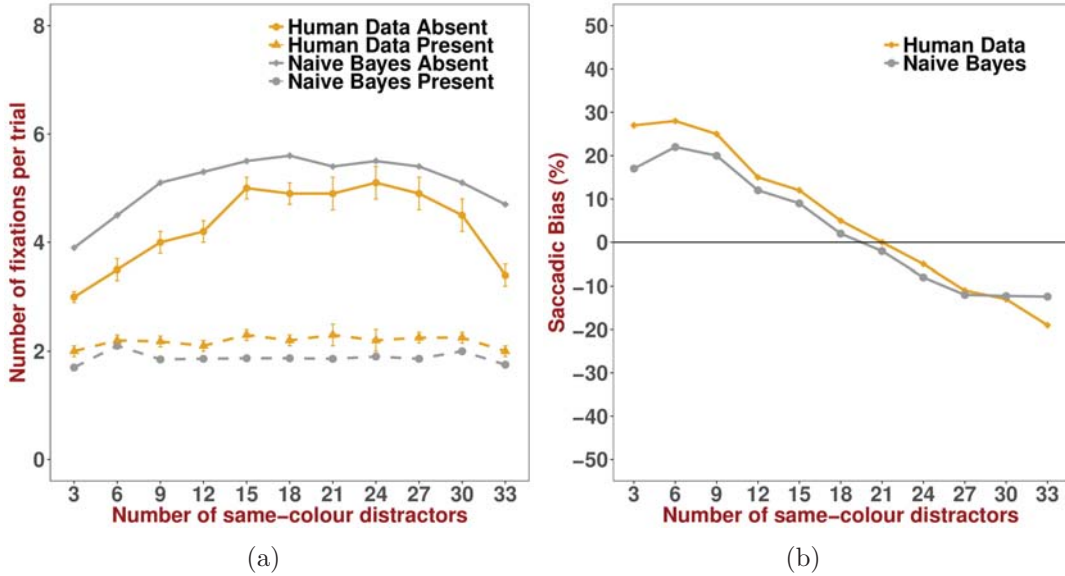 8
6
4
2
0
Number of fixations per trial
Human Data Absent
Human Data Present
Naive Bayes Absent
Naive Bayes Present
3 6 9 12 15 18 21 24 27 30 33
Number of same−colour distractors
(a)
50
40
30
20
10
0
−10
−20
−30
−40
−50
Saccadic Bias (%)
Human Data
Naive Bayes
3 6 9 12 15 18 21 24 27 30 33
Number of same−colour distractors
(b)